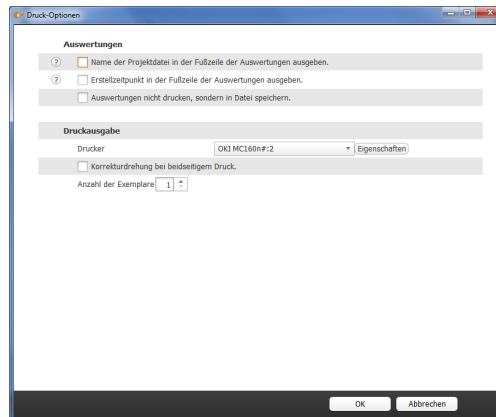 Druck-Optionen
Auswertungen
? Name der Projektdatei in der Fußzeile der Auswertungen ausgeben.
? Erstellzeitpunkt in der Fußzeile der Auswertungen ausgeben.
Auswertungen nicht drucken, sondern in Datei speichern.
Druckausgabe
Drucker OKI MC160n#:2 Eigenschaften
Korrekturdrehung bei beidseitigem Druck.
Anzahl der Exemplare 1
OK Abbrechen